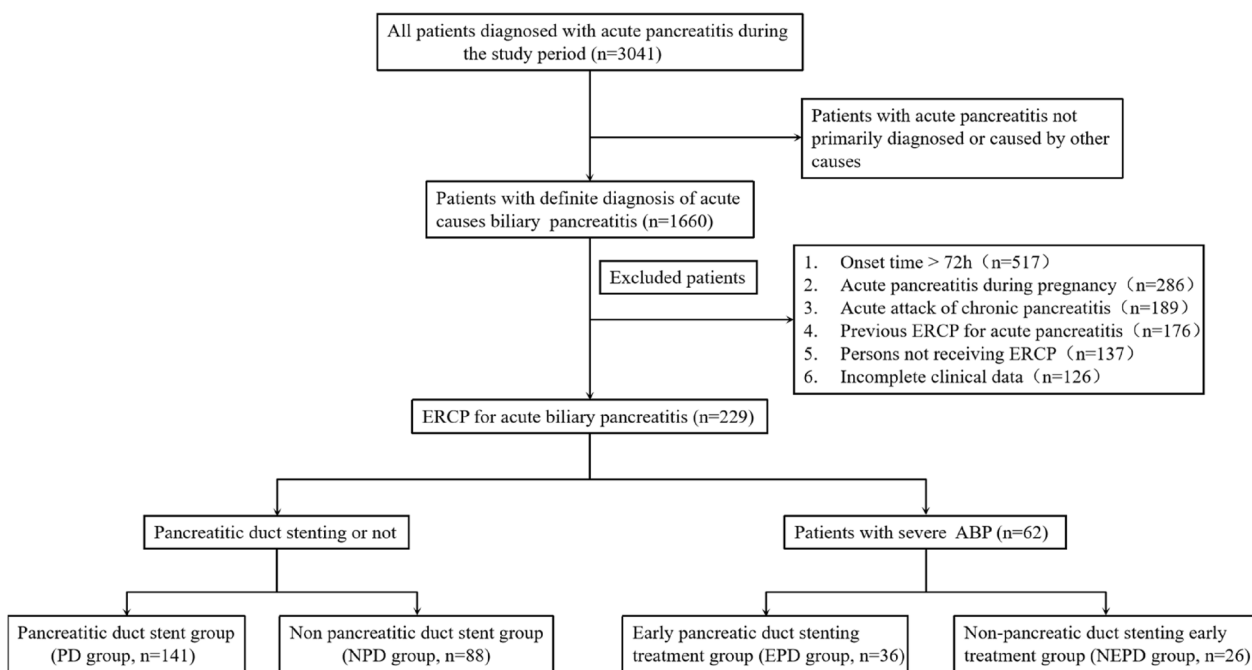 All patients diagnosed with acute pancreatitis during
the study period (n=3041)
Patients with acute pancreatitis not
primarily diagnosed or caused by other
causes
Patients with definite diagnosis of acute
causes biliary pancreatitis (n=1660)
Excluded patients
1. Onset time > 72h（n=517）
2. Acute pancreatitis during pregnancy（n=286）
3. Acute attack of chronic pancreatitis（n=189）
4. Previous ERCP for acute pancreatitis（n=176）
5. Persons not receiving ERCP（n=137）
6. Incomplete clinical data（n=126）
ERCP for acute biliary pancreatitis (n=229)
Pancreatitic duct stenting or not
Patients with severe ABP (n=62)
Pancreatitic duct stent group
(PD group, n=141)
Non pancreatitic duct stent group
(NPD group, n=88)
Early pancreatic duct stenting
treatment group (EPD group, n=36)
Non-pancreatic duct stenting early
treatment group (NEPD group, n=26)